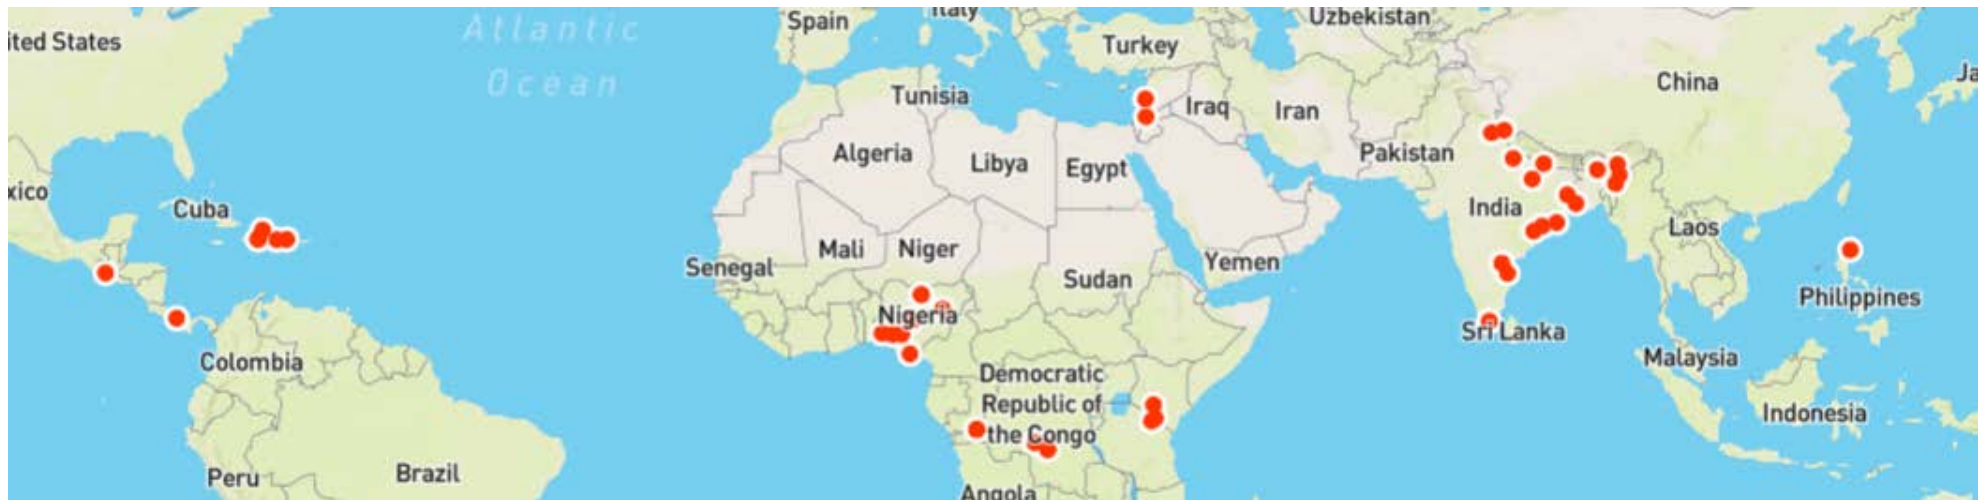 ited States
Atlantic
Ocean
Spain
Italy
Turkey
Uzbekistan
China
Ja
Tunisia
Iraq
Iran
Algeria
Libya
Egypt
Pakistan
xico
Cuba
India
Laos
Mali
Niger
Senegal
Sudan
Yemen
Philippines
Nigeria
Sri Lanka
Colombia
Malaysia
Democratic
Republic of
the Congo
Indonesia
Peru
Brazil
Angola